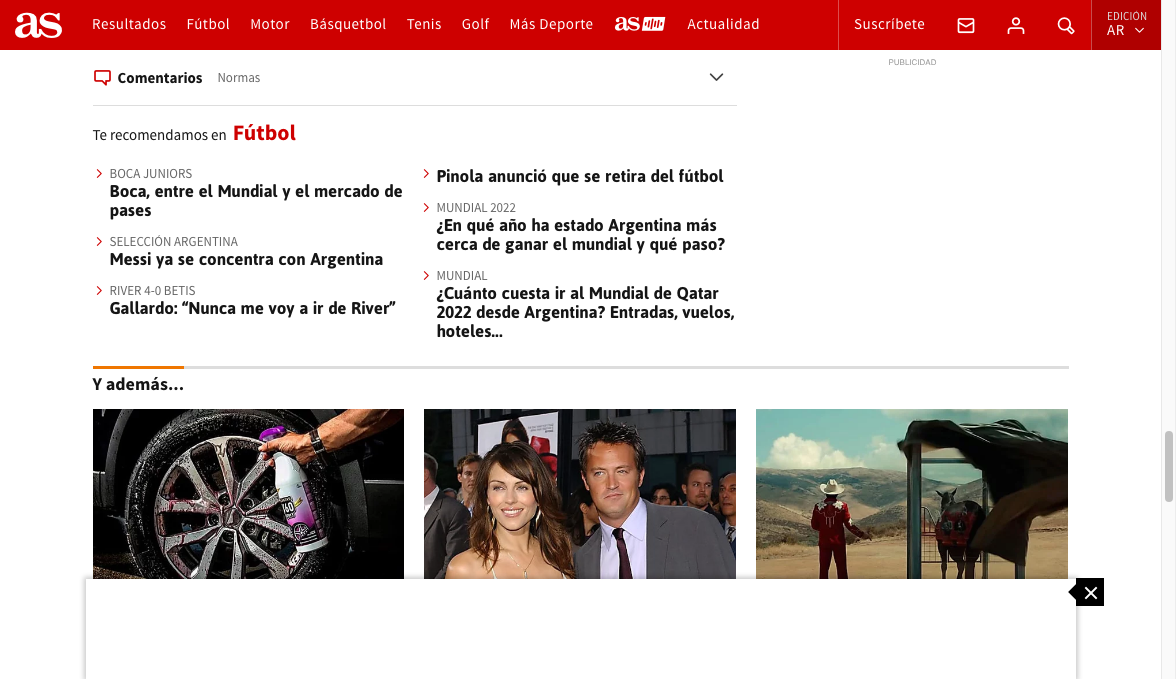 as Resultados Fútbol Motor Básquetbol Tenis Golf Más Deporte as Actualidad Suscríbete EDICIÓN
AR
PUBLICIDAD
Comentarios Normas
Te recomendamos en Fútbol
BOCA JUNIORS
Boca, entre el Mundial y el mercado de
pases
SELECCIÓN ARGENTINA
Messi ya se concentra con Argentina
RIVER 4-0 BETIS
Gallardo: “Nunca me voy a ir de River”
Pinola anunció que se retira del fútbol
MUNDIAL 2022
¿En qué año ha estado Argentina más
cerca de ganar el mundial y qué paso?
MUNDIAL
¿Cuánto cuesta ir al Mundial de Qatar
2022 desde Argentina? Entradas, vuelos,
hoteles...
Y además...